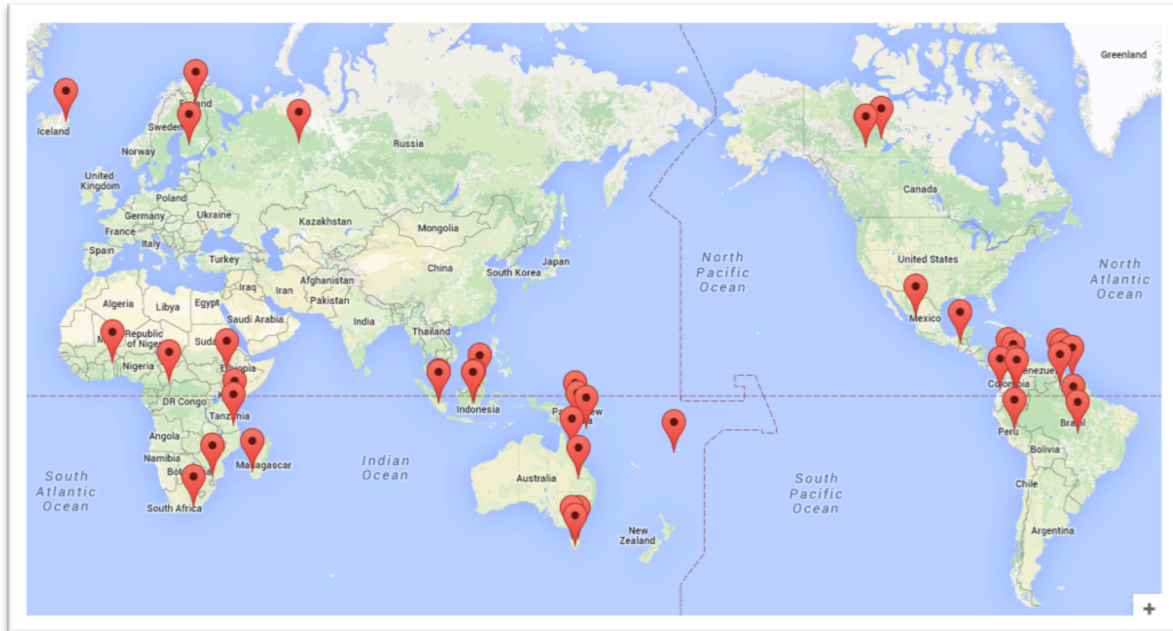 Greenland
Iceland
Sweden
Norway
Russia
Canada
United
Kingdom
Poland
Germany
Ukraine
France
Kazakhstan
Mongolia
Spain
Italy
Turkey
China
South Korea
Japan
North
Pacific
Ocean
United States
North
Atlantic
Ocean
Iraq
Iran
Afghanistan
Pakistan
Algeria
Libya
Egypt
Saudi Arabia
India
Thailand
Mexico
Republic
of Niger
Nigeria
Ethiopia
DR Congo
Tanzania
Indonesia
Colombia
Peru
Brazil
Angola
Namibia
Madagascar
Bolivia
South
Atlantic
Ocean
Indian
Ocean
Australia
South
Pacific
Ocean
Chile
South Africa
New
Zealand
Argentina
+